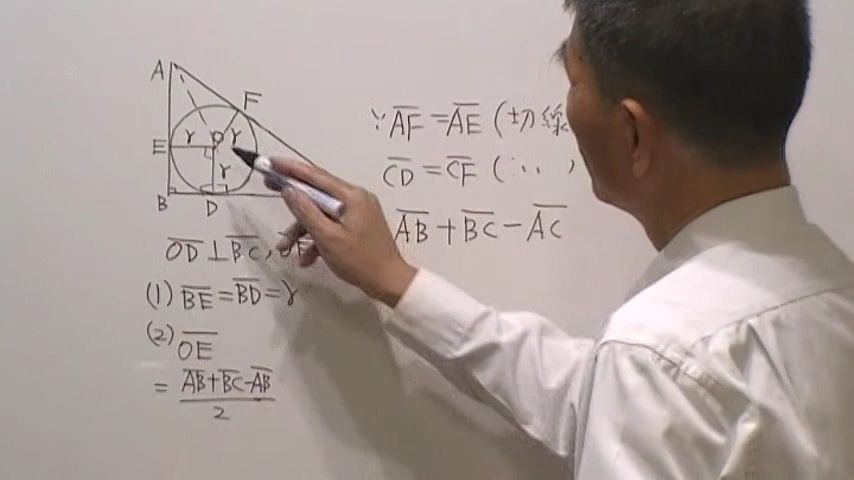 A
F
E
O
r
r
r
B
D
OD⊥BC,
(1) BE=BD=r
(2) OE
= AB+BC-AB
2
∵ AF=AE (切線
CD=CF (∵.. )
AB+BC-AC